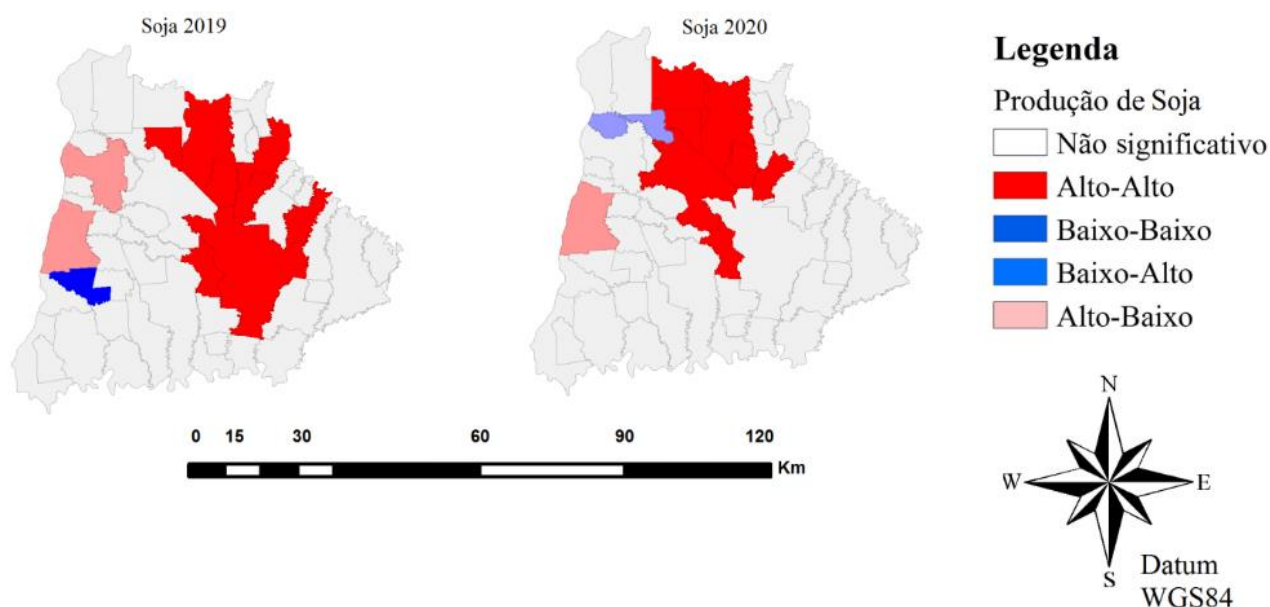 Soja 2019
Soja 2020
Legenda
Produção de Soja
Não significativo
Alto-Alto
Baixo-Baixo
Baixo-Alto
Alto-Baixo
0 15 30 60 90 120
Km
N
W E
S
Datum
WGS84